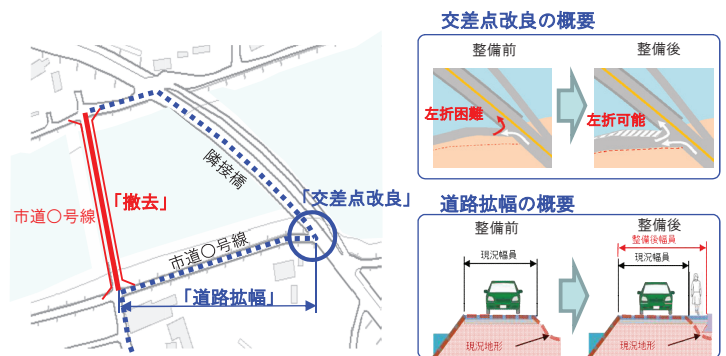 市道○号線
「撤去」
隣接橋
「交差点改良」
市道○号線
「道路拡幅」
交差点改良の概要
整備前
整備後
左折困難
左折可能
道路拡幅の概要
整備前
整備後
現況幅員
整備後幅員
現況幅員
現況地形
現況地形